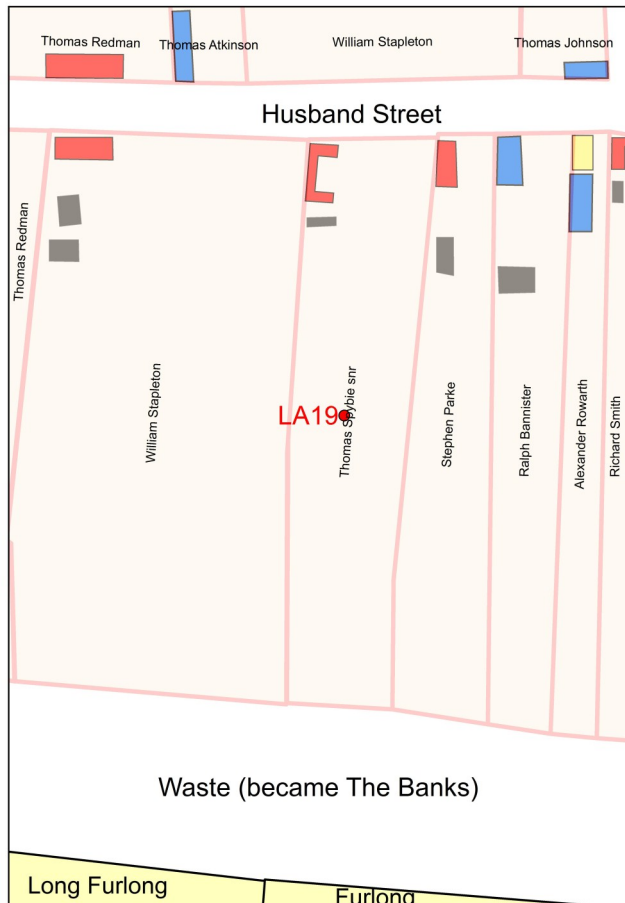 Thomas Redman
Thomas Atkinson
William Stapleton
Thomas Johnson
Husband Street
Thomas Redman
William Stapleton
LA19
Thomas Spybie snr
Stephen Parke
Ralph Bannister
Alexander Rowarth
Richard Smith
Waste (became The Banks)
Long Furlong
Furlong